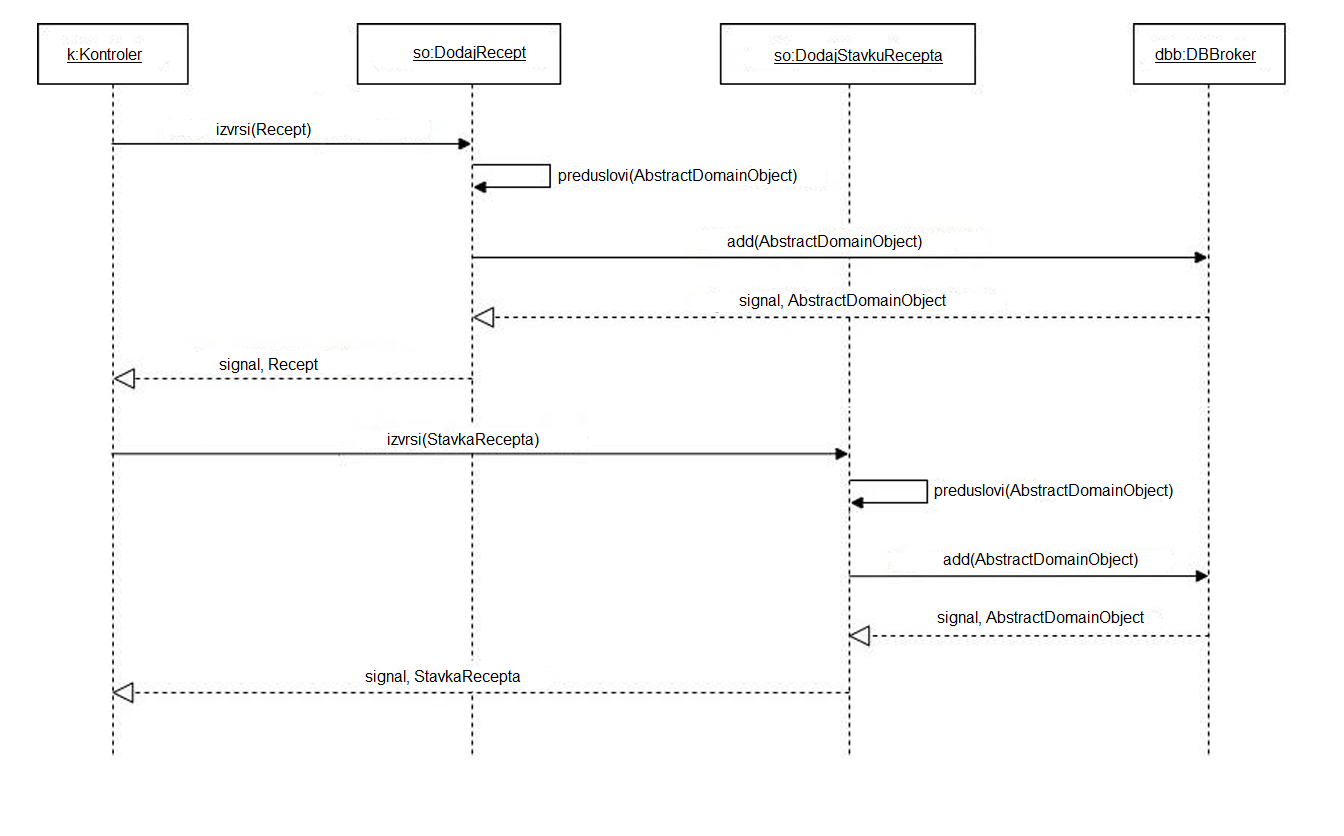 k:Kontroler
so:DodajRecept
so:DodajStavkuRecepta
dbb:DBBroker
izvrsi(Recept)
preduslovi(AbstractDomainObject)
add(AbstractDomainObject)
signal, AbstractDomainObject
signal, Recept
izvrsi(StavkaRecepta)
preduslovi(AbstractDomainObject)
add(AbstractDomainObject)
signal, AbstractDomainObject
signal, StavkaRecepta